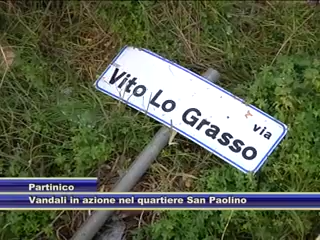 via
Vito Lo Grasso
Partinico
Vandali in azione nel quartiere San Paolino